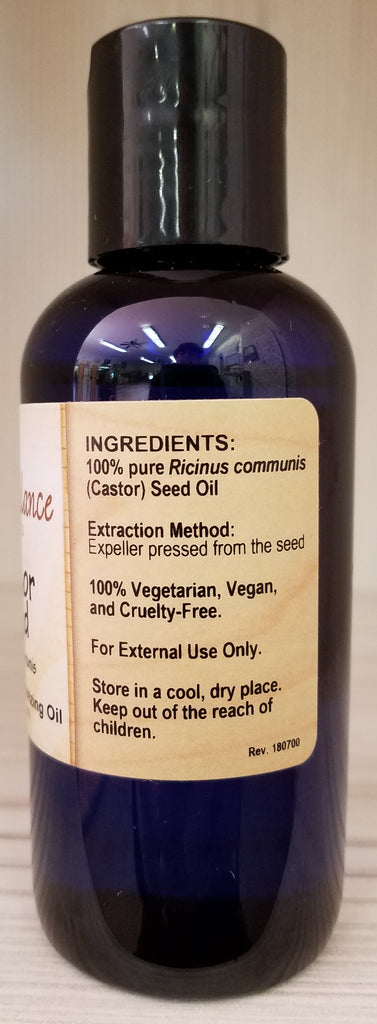 INGREDIENTS:
100% pure Ricinus communis
(Castor) Seed Oil
Extraction Method:
Expeller pressed from the seed
100% Vegetarian, Vegan,
and Cruelty-Free.
For External Use Only.
Store in a cool, dry place.
Keep out of the reach of
children.
Rev. 180700
Oil